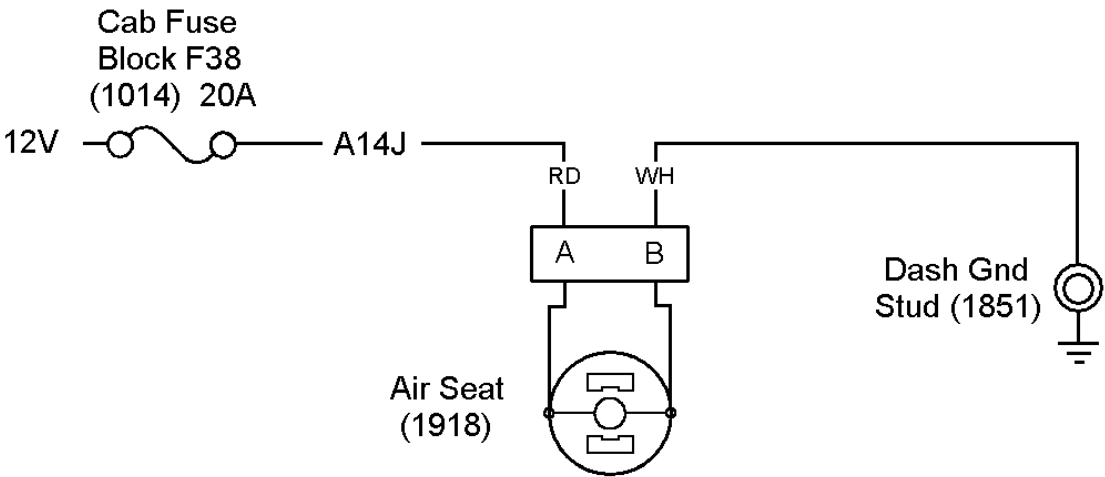 Cab Fuse
Block F38
(1014) 20A
12V
A14J
RD
WH
A
B
Dash Gnd
Stud (1851)
Air Seat
(1918)